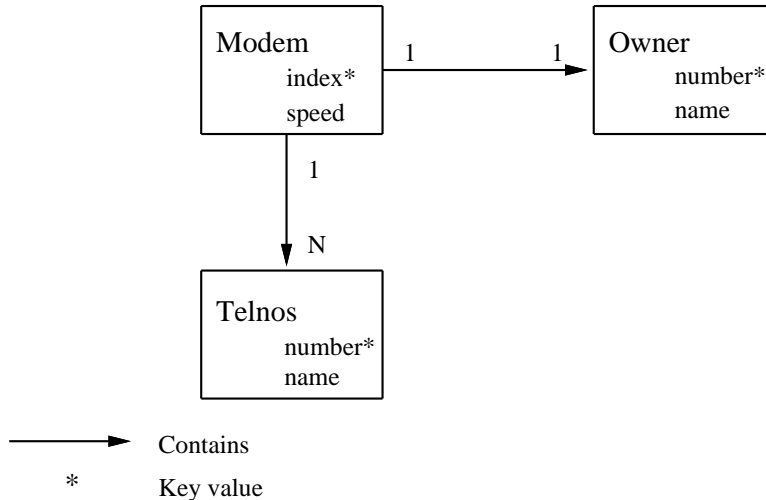 Modem
index*
speed
1
1
Owner
number*
name
1
N
Telnos
number*
name
Contains
* Key value